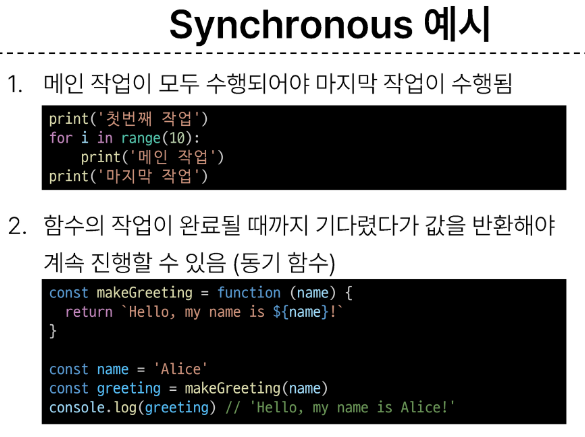 Synchronous 예시
1. 메인 작업이 모두 수행되어야 마지막 작업이 수행됨
print('첫번째 작업')
for i in range(10):
    print('메인 작업')
print('마지막 작업')
2. 함수의 작업이 완료될 때까지 기다렸다가 값을 반환해야
계속 진행할 수 있음 (동기 함수)
const makeGreeting = function (name) {
  return `Hello, my name is ${name}!`
}
const name = 'Alice'
const greeting = makeGreeting(name)
console.log(greeting) // 'Hello, my name is Alice!'